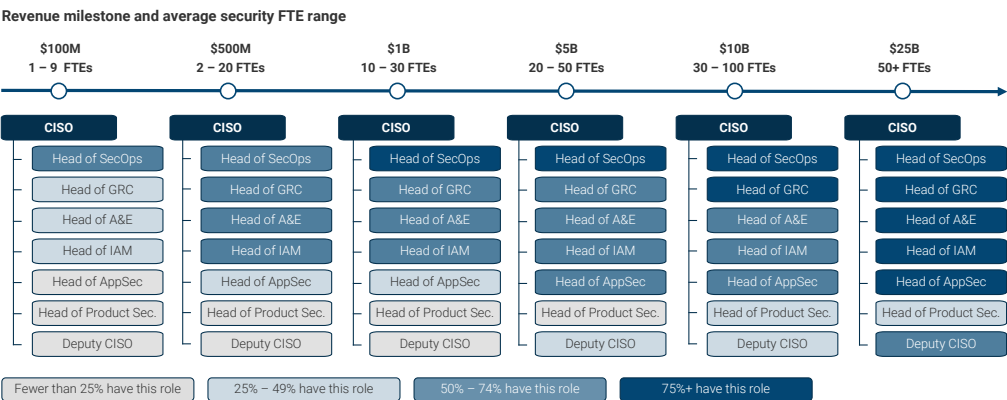 Revenue milestone and average security FTE range
$100M
1 – 9 FTEs
$500M
2 – 20 FTEs
$1B
10 – 30 FTEs
$5B
20 – 50 FTEs
$10B
30 – 100 FTEs
$25B
50+ FTEs
CISO
Head of SecOps
Head of GRC
Head of A&E
Head of IAM
Head of AppSec
Head of Product Sec.
Deputy CISO
CISO
Head of SecOps
Head of GRC
Head of A&E
Head of IAM
Head of AppSec
Head of Product Sec.
Deputy CISO
CISO
Head of SecOps
Head of GRC
Head of A&E
Head of IAM
Head of AppSec
Head of Product Sec.
Deputy CISO
CISO
Head of SecOps
Head of GRC
Head of A&E
Head of IAM
Head of AppSec
Head of Product Sec.
Deputy CISO
CISO
Head of SecOps
Head of GRC
Head of A&E
Head of IAM
Head of AppSec
Head of Product Sec.
Deputy CISO
CISO
Head of SecOps
Head of GRC
Head of A&E
Head of IAM
Head of AppSec
Head of Product Sec.
Deputy CISO
Fewer than 25% have this role
25% – 49% have this role
50% – 74% have this role
75%+ have this role